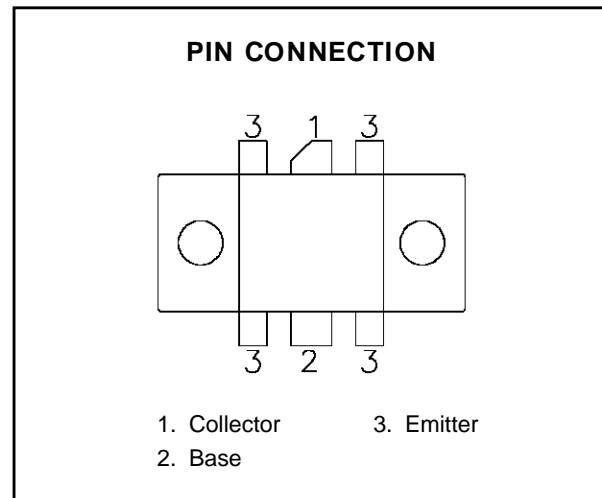 PIN CONNECTION
3 1 3
3 2 3
1. Collector 3. Emitter
2. Base